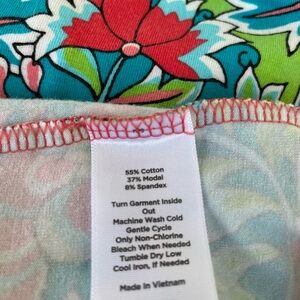 55% Cotton
37% Modal
8% Spandex
Turn Garment Inside
Out
Machine Wash Cold
Gentle Cycle
Only Non-Chlorine
Bleach When Needed
Tumble Dry Low
Cool Iron, If Needed
Made in Vietnam